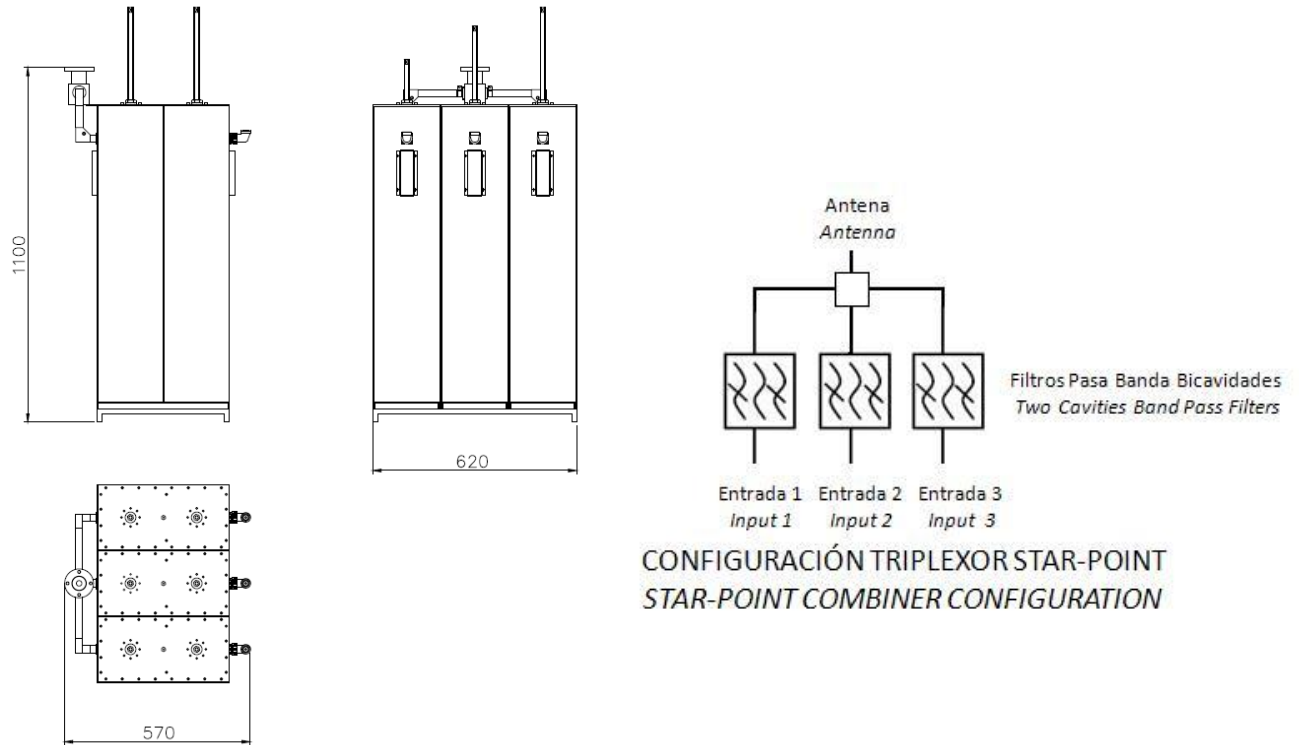 1100
620
570
Antena
Antenna
Filtros Pasa Banda Bicavidades
Two Cavities Band Pass Filters
Entrada 1 Entrada 2 Entrada 3
Input 1 Input 2 Input 3
CONFIGURACIÓN TRIPLEXOR STAR-POINT
STAR-POINT COMBINER CONFIGURATION